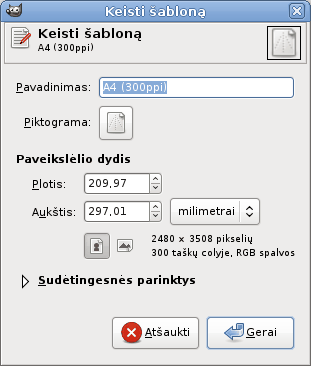 Keisti šabloną
Keisti šabloną
A4 (300ppi)
Pavadinimas: A4 (300ppi)
Piktograma:
Paveikslėlio dydis
Plotis: 209,97
Aukštis: 297,01 milimetrai
2480 × 3508 pikselių
300 taškų colyje, RGB spalvos
Sudėtingesnės parinktys
Atšaukti Gerai